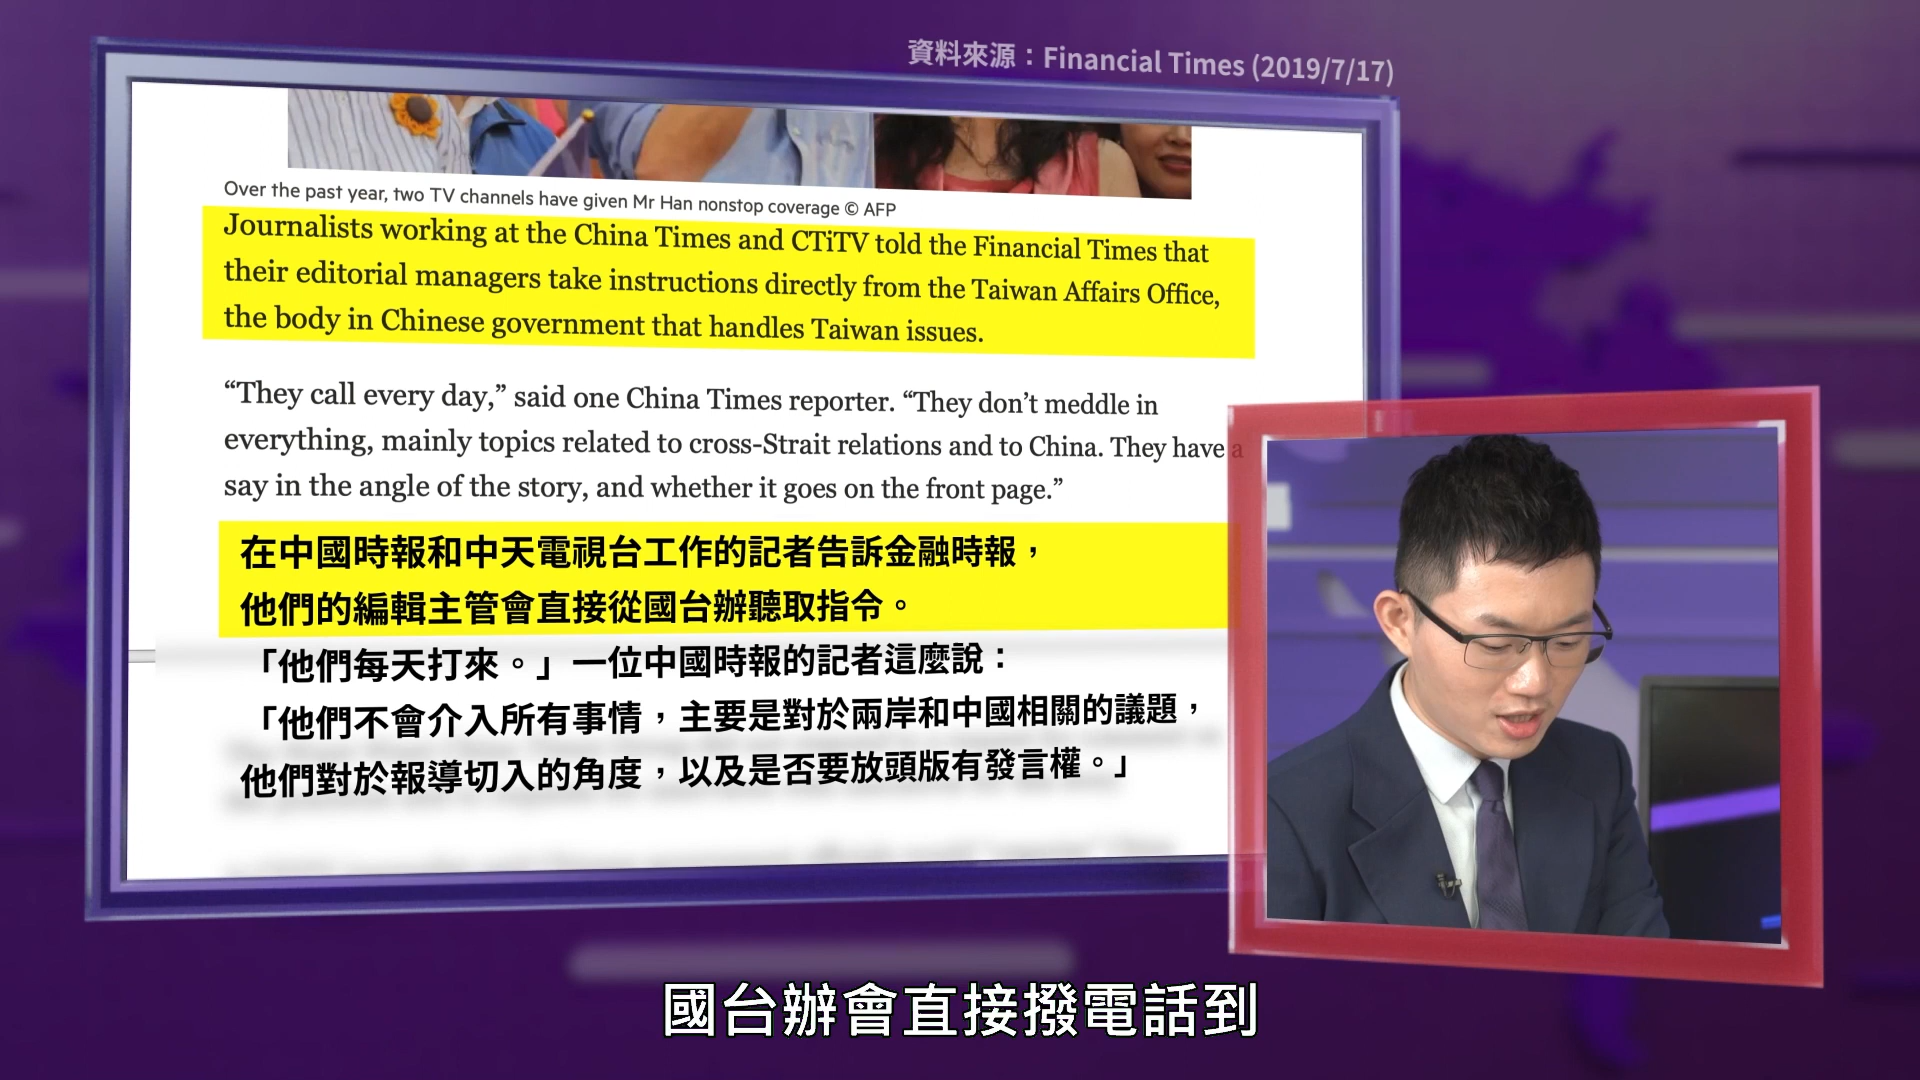 資料來源：Financial Times (2019/7/17)
Over the past year, two TV channels have given Mr Han nonstop coverage © AFP
Journalists working at the China Times and CTiTV told the Financial Times that
their editorial managers take instructions directly from the Taiwan Affairs Office,
the body in Chinese government that handles Taiwan issues.
“They call every day,” said one China Times reporter. “They don’t meddle in
everything, mainly topics related to cross-Strait relations and to China. They have a
say in the angle of the story, and whether it goes on the front page.”
在中國時報和中天電視台工作的記者告訴金融時報，
他們的編輯主管會直接從國台辦聽取指令。
「他們每天打來。」一位中國時報的記者這麼說：
「他們不會介入所有事情，主要是對於兩岸和中國相關的議題，
他們對於報導切入的角度，以及是否要放頭版有發言權。」
國台辦會直接撥電話到